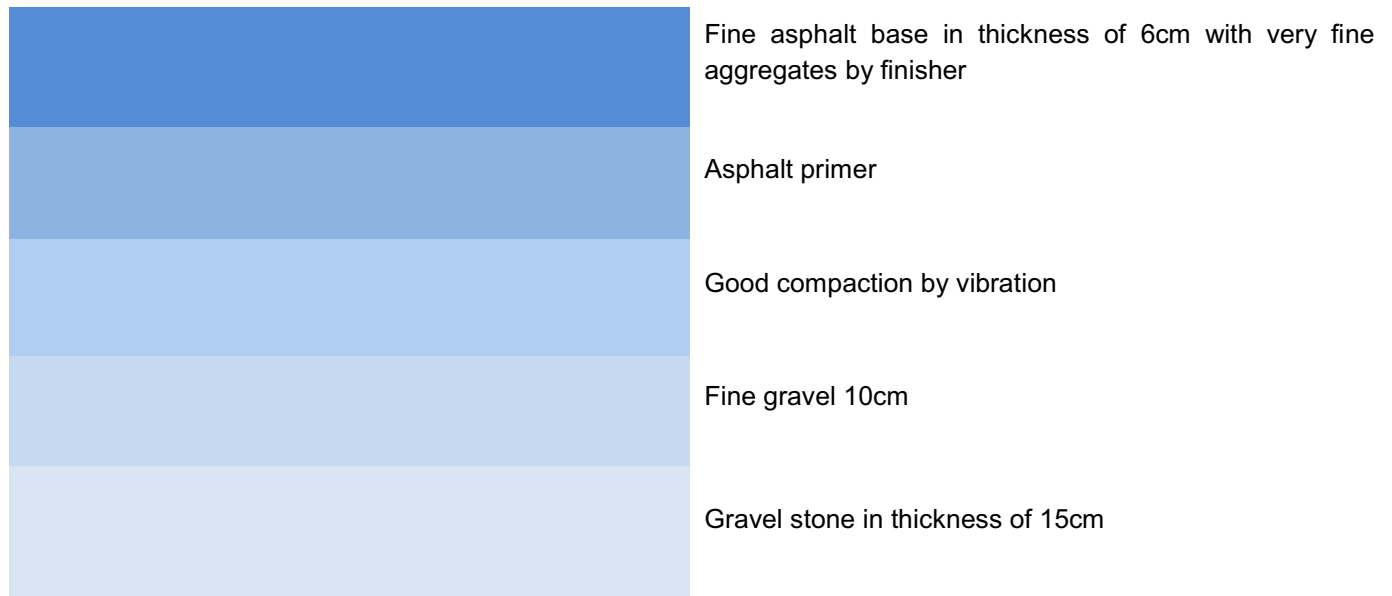 Fine asphalt base in thickness of 6cm with very fine
aggregates by finisher
Asphalt primer
Good compaction by vibration
Fine gravel 10cm
Gravel stone in thickness of 15cm